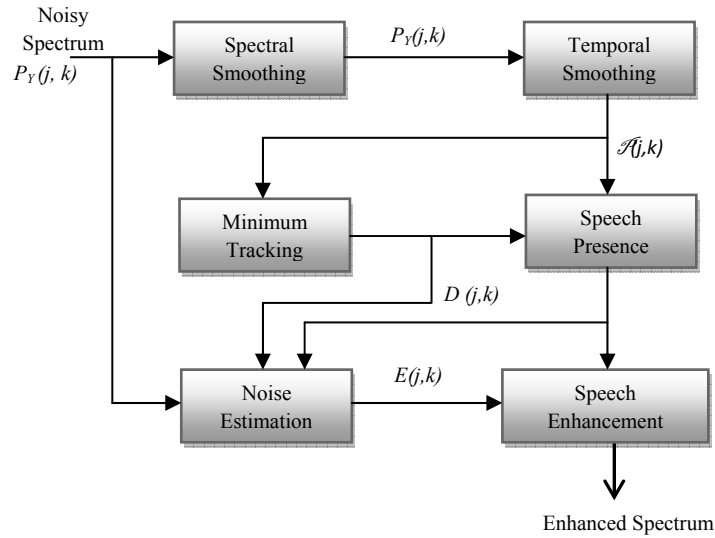 Noisy
Spectrum
P_Y(j, k)
Spectral
Smoothing
P_Y(j,k)
Temporal
Smoothing
𝒜(j,k)
Minimum
Tracking
Speech
Presence
D (j,k)
Noise
Estimation
E(j,k)
Speech
Enhancement
Enhanced Spectrum